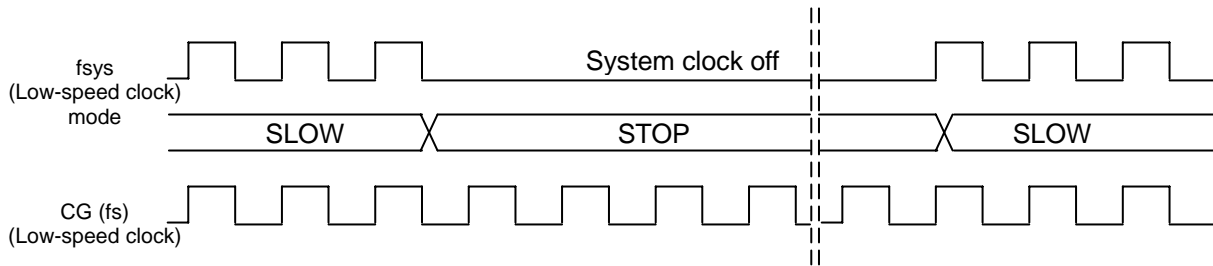 System clock off
fsys
(Low-speed clock)
mode
SLOW
STOP
SLOW
CG (fs)
(Low-speed clock)